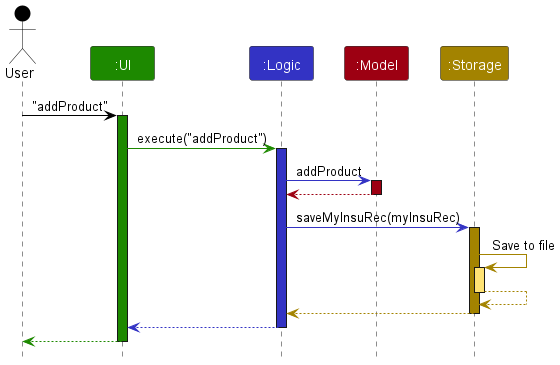 User
:UI
:Logic
:Model
:Storage
"addProduct"
execute("addProduct")
addProduct
saveMyInsuRec(myInsuRec)
Save to file